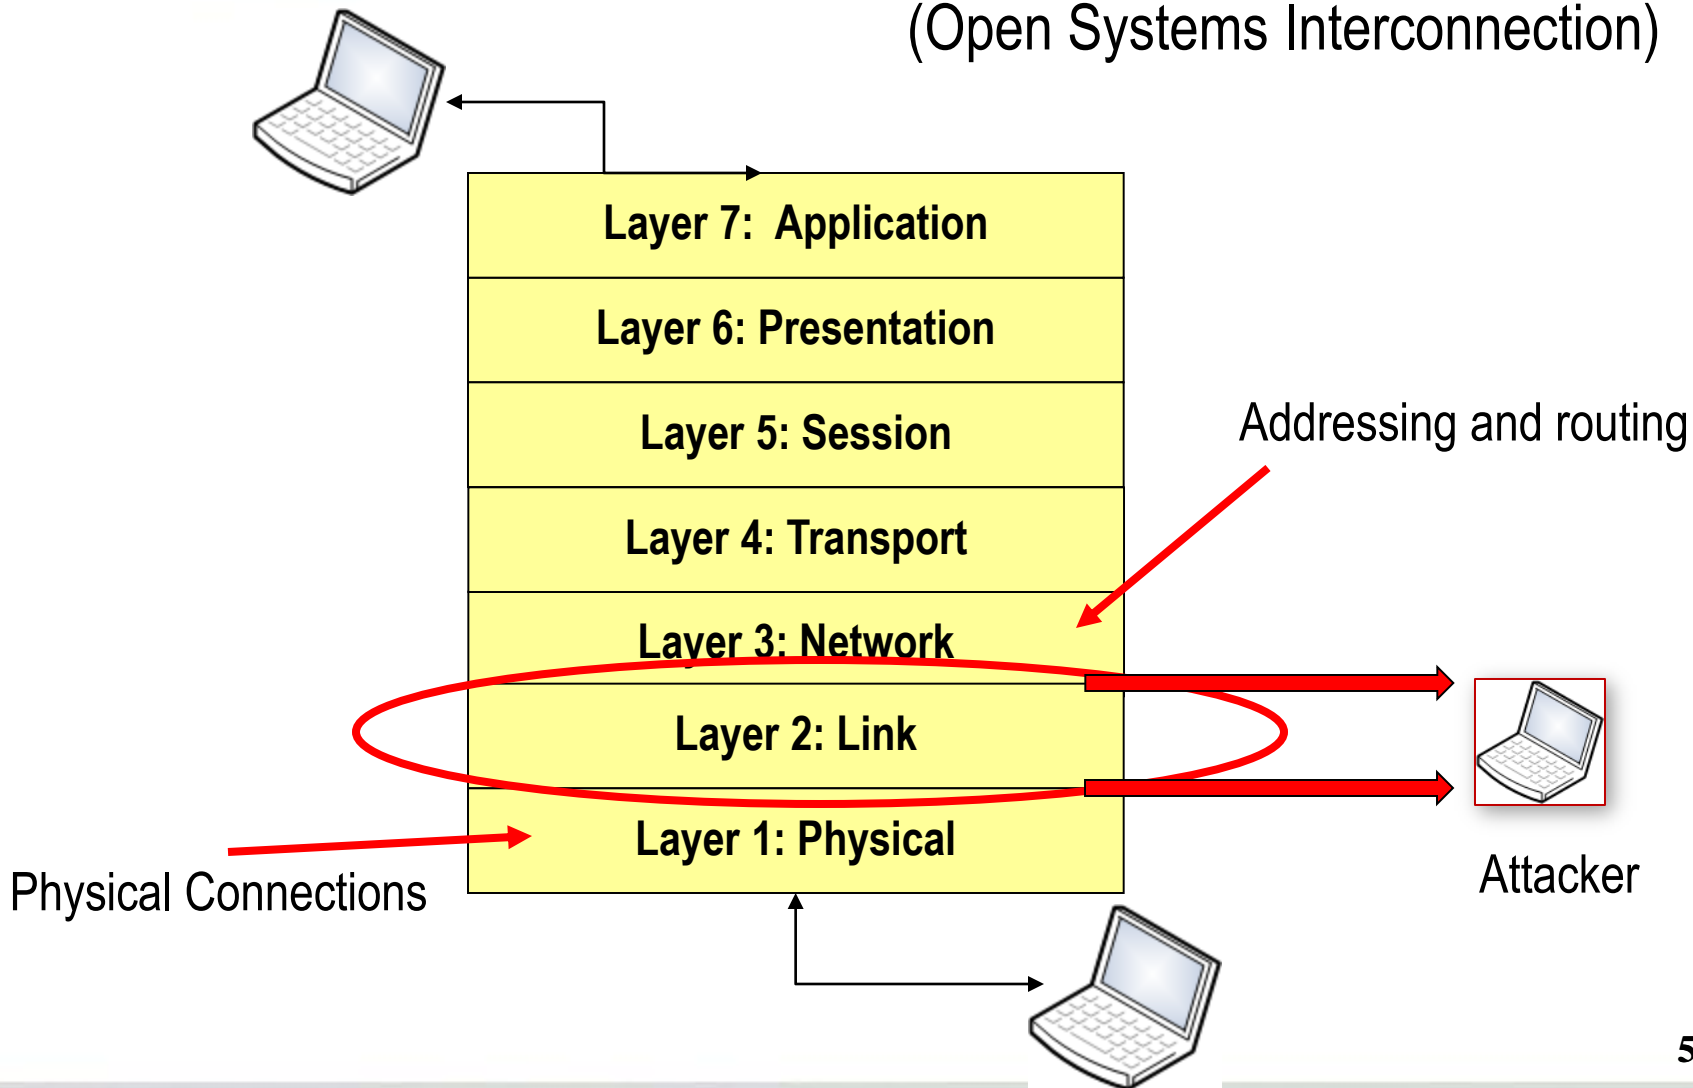 (Open Systems Interconnection)
Layer 7:  Application
Layer 6: Presentation
Layer 5: Session
Addressing and routing
Layer 4: Transport
Layer 3: Network
Layer 2: Link
Layer 1: Physical
Physical Connections
Attacker
5